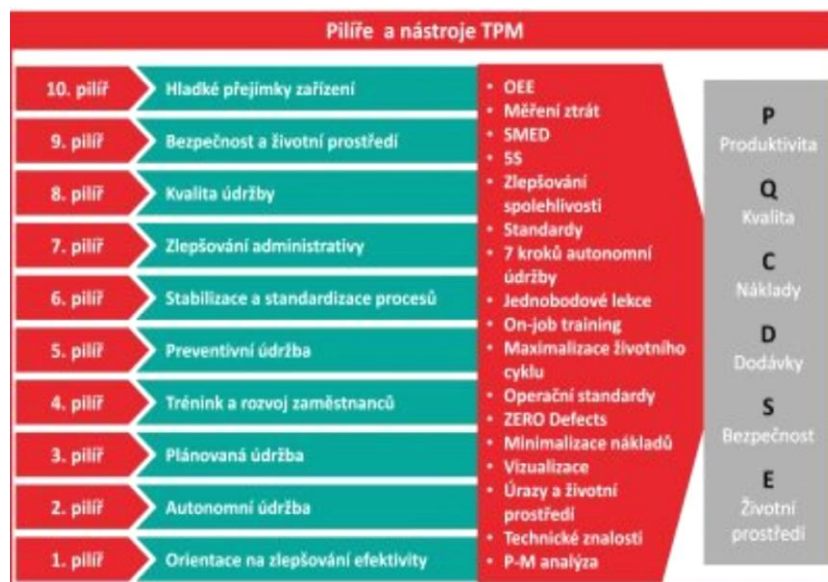 Pilíře a nástroje TPM
10. pilíř
Hladké přejímky zařízení
9. pilíř
Bezpečnost a životní prostředí
8. pilíř
Kvalita údržby
7. pilíř
Zlepšování administrativy
6. pilíř
Stabilizace a standardizace procesů
5. pilíř
Preventivní údržba
4. pilíř
Trénink a rozvoj zaměstnanců
3. pilíř
Plánovaná údržba
2. pilíř
Autonomní údržba
1. pilíř
Orientace na zlepšování efektivity
• OEE
• Měření ztrát
• SMED
• 5S
• Zlepšování
spolehlivosti
• Standardy
• 7 kroků autonomní
údržby
• Jednobodové lekce
• On-job training
• Maximalizace životního
cyklu
• Operační standardy
• ZERO Defects
• Minimalizace nákladů
• Vizualizace
• Úrazy a životní
prostředí
• Technické znalosti
• P-M analýza
P
Produktivita
Q
Kvalita
C
Náklady
D
Dodávky
S
Bezpečnost
E
Životní
prostředí